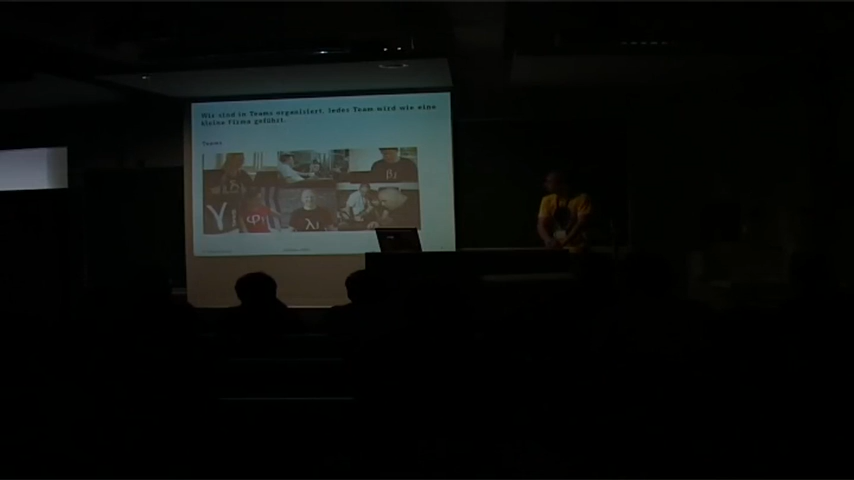 Wir sind in Teams organisiert. Jedes Team wird wie eine
kleine Firma geführt.
Teams
β
γ
φ
λ